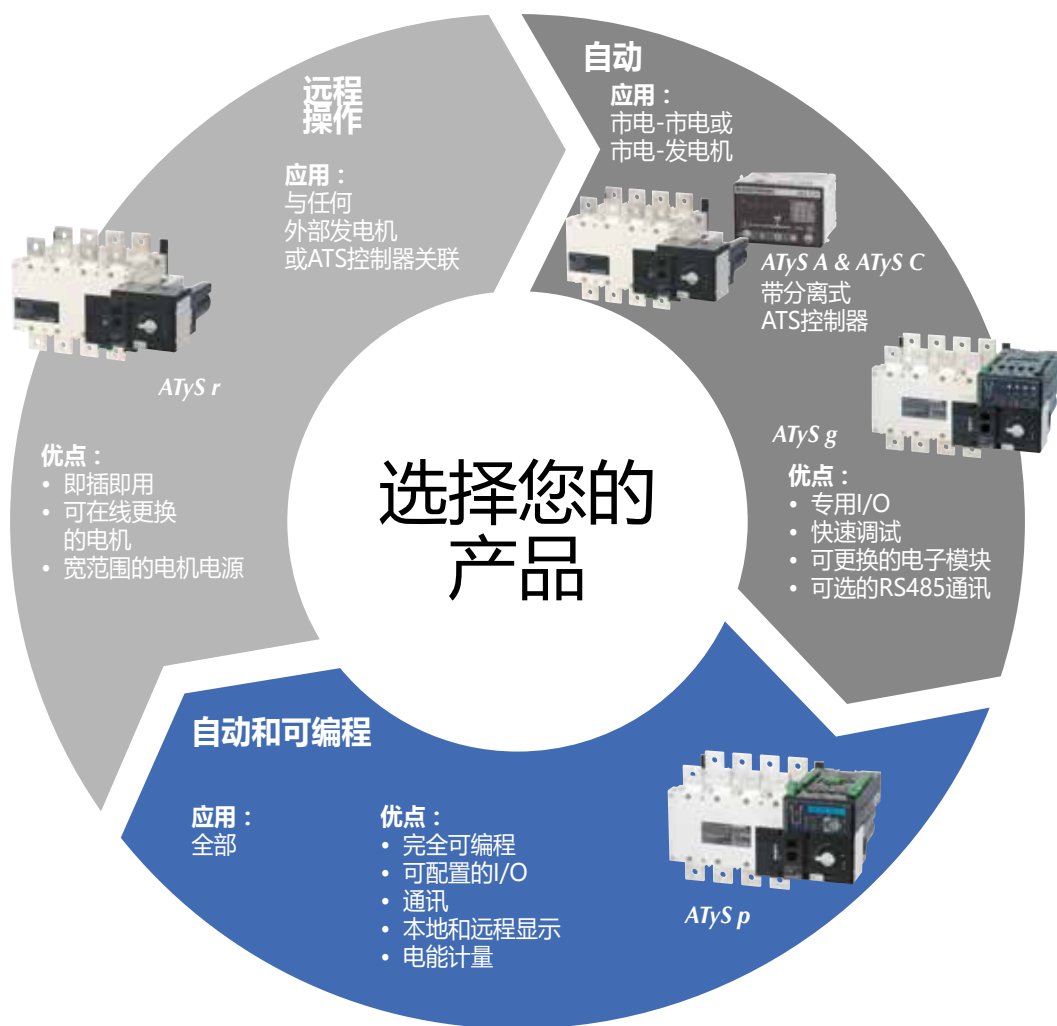 远程
操作
应用：
与任何
外部发电机
或ATS控制器关联
ATyS r
优点：
• 即插即用
• 可在线更换
的电机
• 宽范围的电机电源
自动
应用：
市电-市电或
市电-发电机
ATyS A & ATyS C
带分离式
ATS控制器
ATyS g
优点：
• 专用I/O
• 快速调试
• 可更换的电子模块
• 可选的RS485通讯
选择您的
产品
自动和可编程
应用：
全部
优点：
• 完全可编程
• 可配置的I/O
• 通讯
• 本地和远程显示
• 电能计量
ATyS p